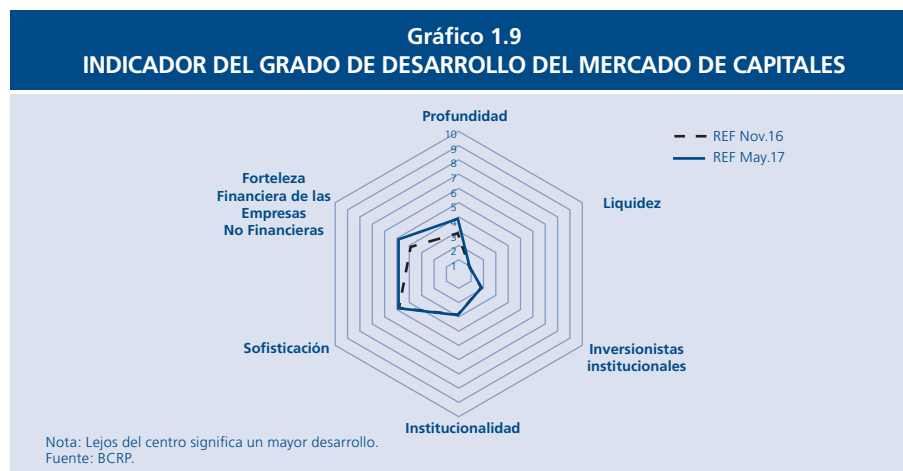 Gráfico 1.9
INDICADOR DEL GRADO DE DESARROLLO DEL MERCADO DE CAPITALES
Profundidad
REF Nov.16
REF May.17
10
9
8
7
6
5
4
3
2
1
Forteleza
Financiera de las
Empresas
No Financieras
Liquidez
Sofisticación
Inversionistas
institucionales
Institucionalidad
Nota: Lejos del centro significa un mayor desarrollo.
Fuente: BCRP.